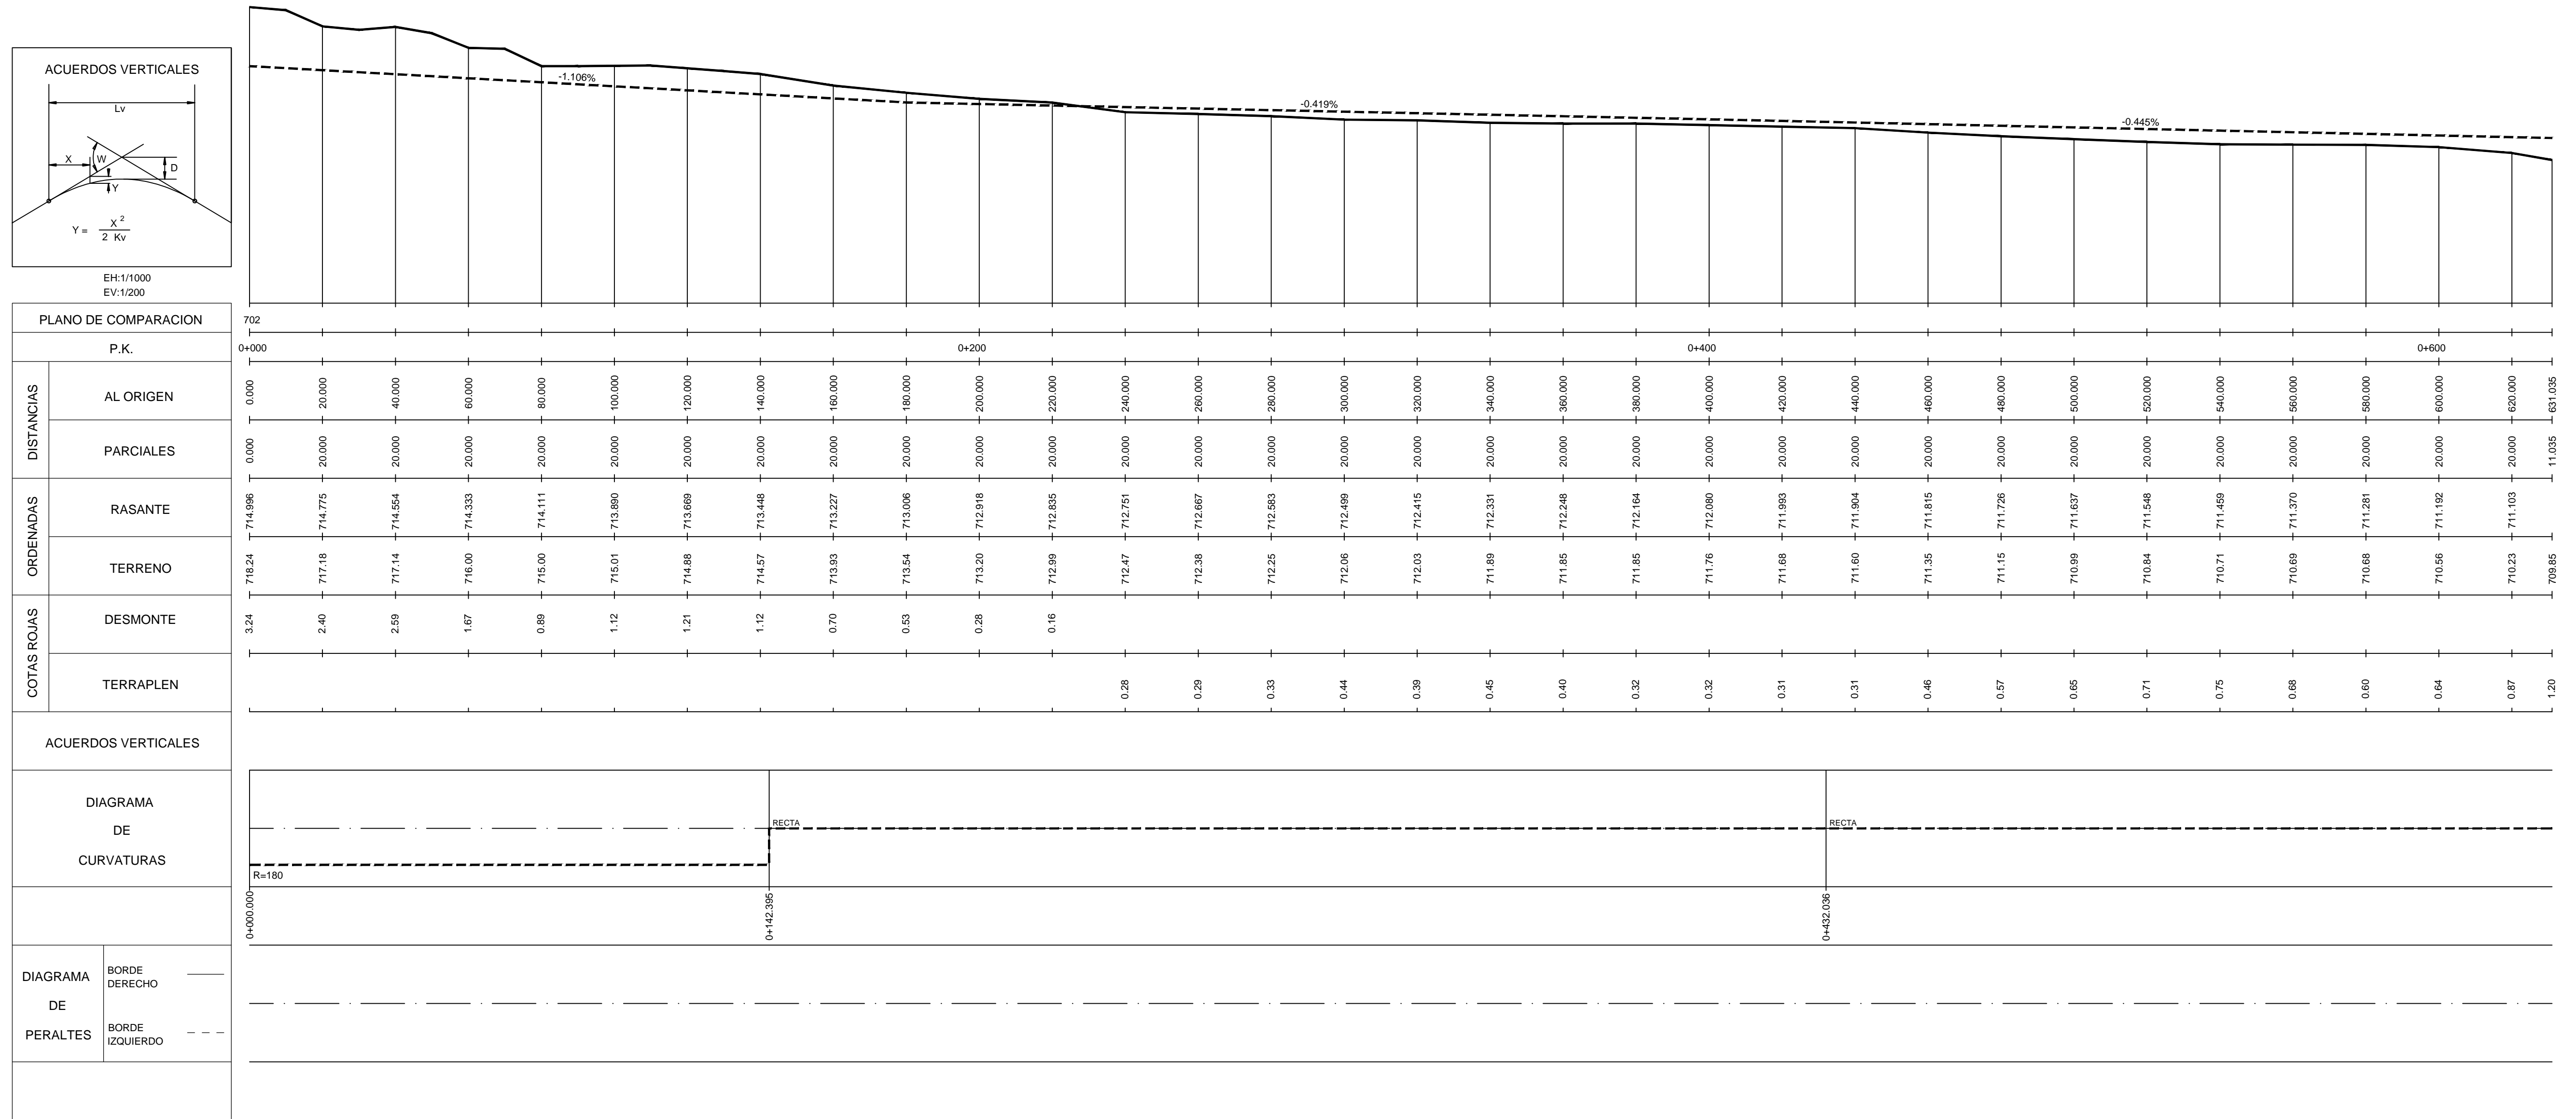 ACUERDOS VERTICALES
Lv
X
W
D
Y
Y = X 2
2 Kv
EH:1/1000
EV:1/200
-1.106%
-0.419%
-0.445%
PLANO DE COMPARACION
702
P.K.
0+000
0+200
0+400
0+600
DISTANCIAS
AL ORIGEN
0.000 20.000 40.000 60.000 80.000 100.000 120.000 140.000 160.000 180.000 200.000 220.000 240.000 260.000 280.000 300.000 320.000 340.000 360.000 380.000 400.000 420.000 440.000 460.000 480.000 500.000 520.000 540.000 560.000 580.000 600.000 620.000 631.035
PARCIALES
0.000 20.000 20.000 20.000 20.000 20.000 20.000 20.000 20.000 20.000 20.000 20.000 20.000 20.000 20.000 20.000 20.000 20.000 20.000 20.000 20.000 20.000 20.000 20.000 20.000 20.000 20.000 20.000 20.000 20.000 20.000 20.000 11.035
ORDENADAS
RASANTE
714.996 714.775 714.554 714.333 714.111 713.890 713.669 713.448 713.227 713.006 712.918 712.835 712.751 712.667 712.583 712.499 712.415 712.331 712.248 712.164 712.080 711.993 711.904 711.815 711.726 711.637 711.548 711.459 711.370 711.281 711.192 711.103
TERRENO
718.24 717.18 717.14 716.00 715.00 715.01 714.88 714.57 713.93 713.54 713.20 712.99 712.47 712.38 712.25 712.06 712.03 711.89 711.85 711.85 711.76 711.68 711.60 711.35 711.15 710.99 710.84 710.71 710.69 710.68 710.56 710.23 709.85
COTAS ROJAS
DESMONTE
3.24 2.40 2.59 1.67 0.89 1.12 1.21 1.12 0.70 0.53 0.28 0.16
TERRAPLEN
0.28 0.29 0.33 0.44 0.39 0.45 0.40 0.32 0.32 0.31 0.31 0.46 0.57 0.65 0.71 0.75 0.68 0.60 0.64 0.87 1.20
ACUERDOS VERTICALES
DIAGRAMA
DE
CURVATURAS
R=180
RECTA
RECTA
0+000.000
0+142.395
0+432.036
DIAGRAMA
DE
PERALTES
BORDE
DERECHO
BORDE
IZQUIERDO